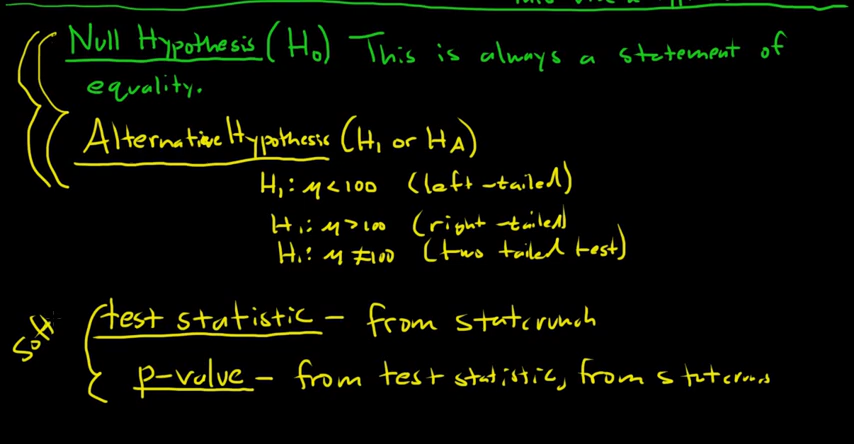 Null Hypothesis (H₀) This is always a statement of
equality.
Alternative Hypothesis (H₁ or HA)
H₁: μ < 100 (left-tailed)
H₁: μ > 100 (right-tailed)
H₁: μ ≠ 100 (two tailed test)
test statistic - from statcrunch
p-value - from test statistic, from statcrunch